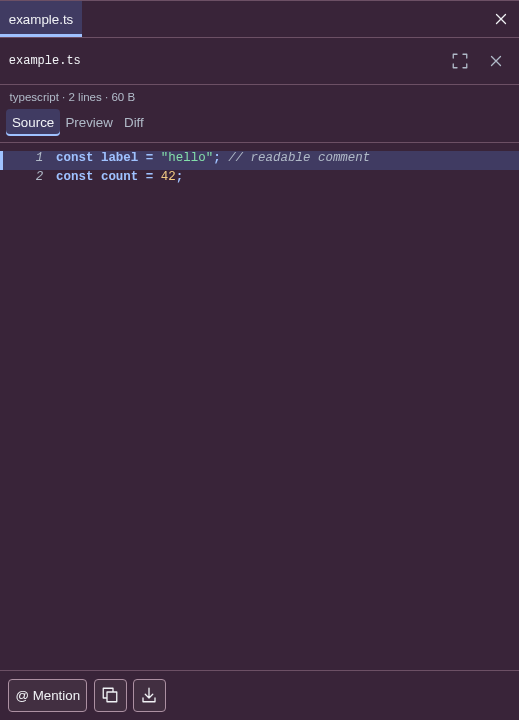 example.ts
example.ts
typescript · 2 lines · 60 B
Source Preview Diff
1 const label = "hello"; // readable comment
2 const count = 42;
@ Mention